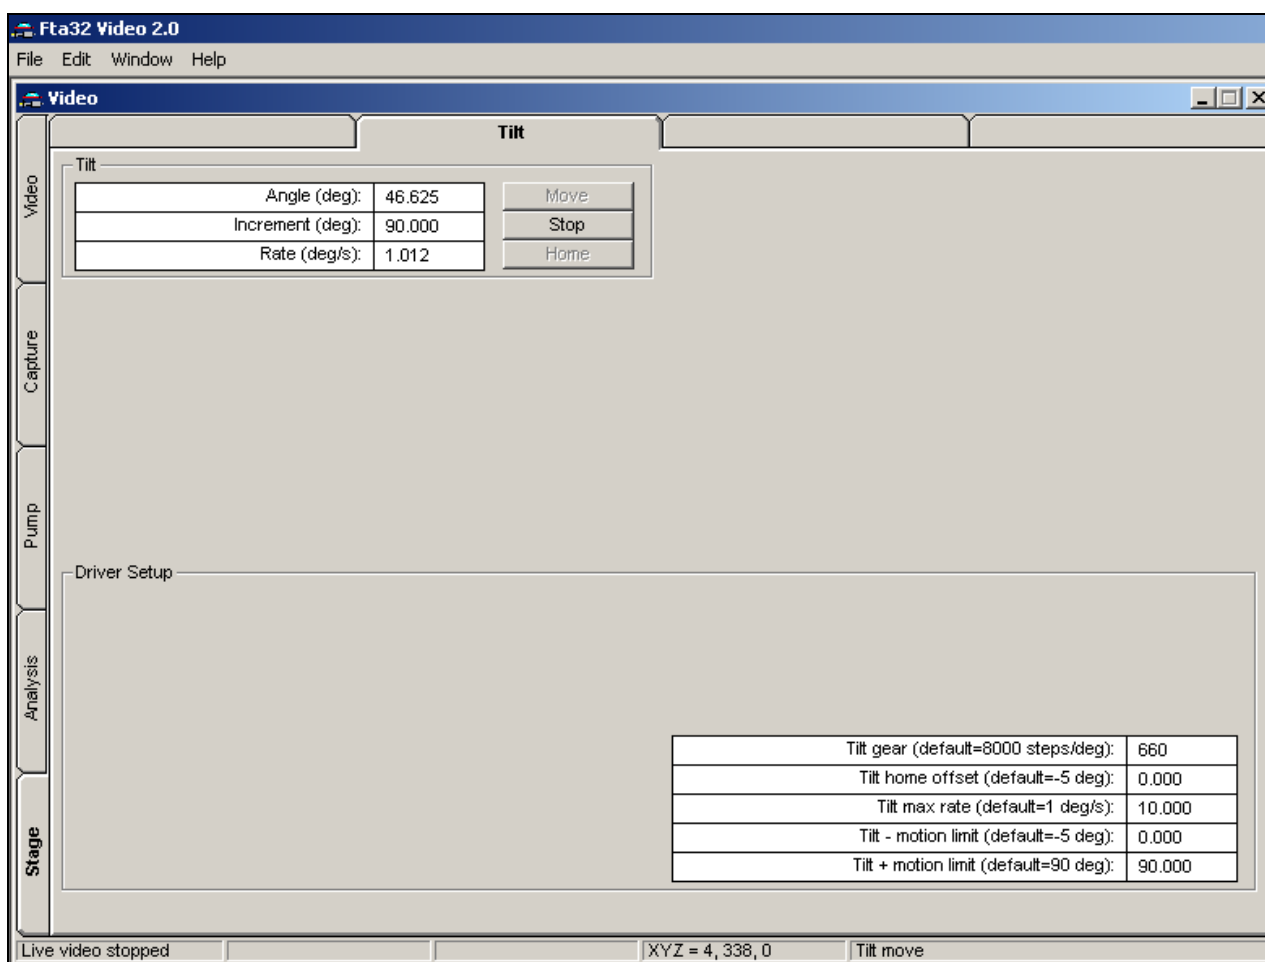 Fta32 Video 2.0
File Edit Window Help
Video
Tilt
Tilt
Angle (deg): 46.625 Move
Increment (deg): 90.000 Stop
Rate (deg/s): 1.012 Home
Video
Capture
Pump
Analysis
Stage
Driver Setup
Tilt gear (default=8000 steps/deg): 660
Tilt home offset (default=-5 deg): 0.000
Tilt max rate (default=1 deg/s): 10.000
Tilt - motion limit (default=-5 deg): 0.000
Tilt + motion limit (default=90 deg): 90.000
Live video stopped XYZ = 4, 338, 0 Tilt move